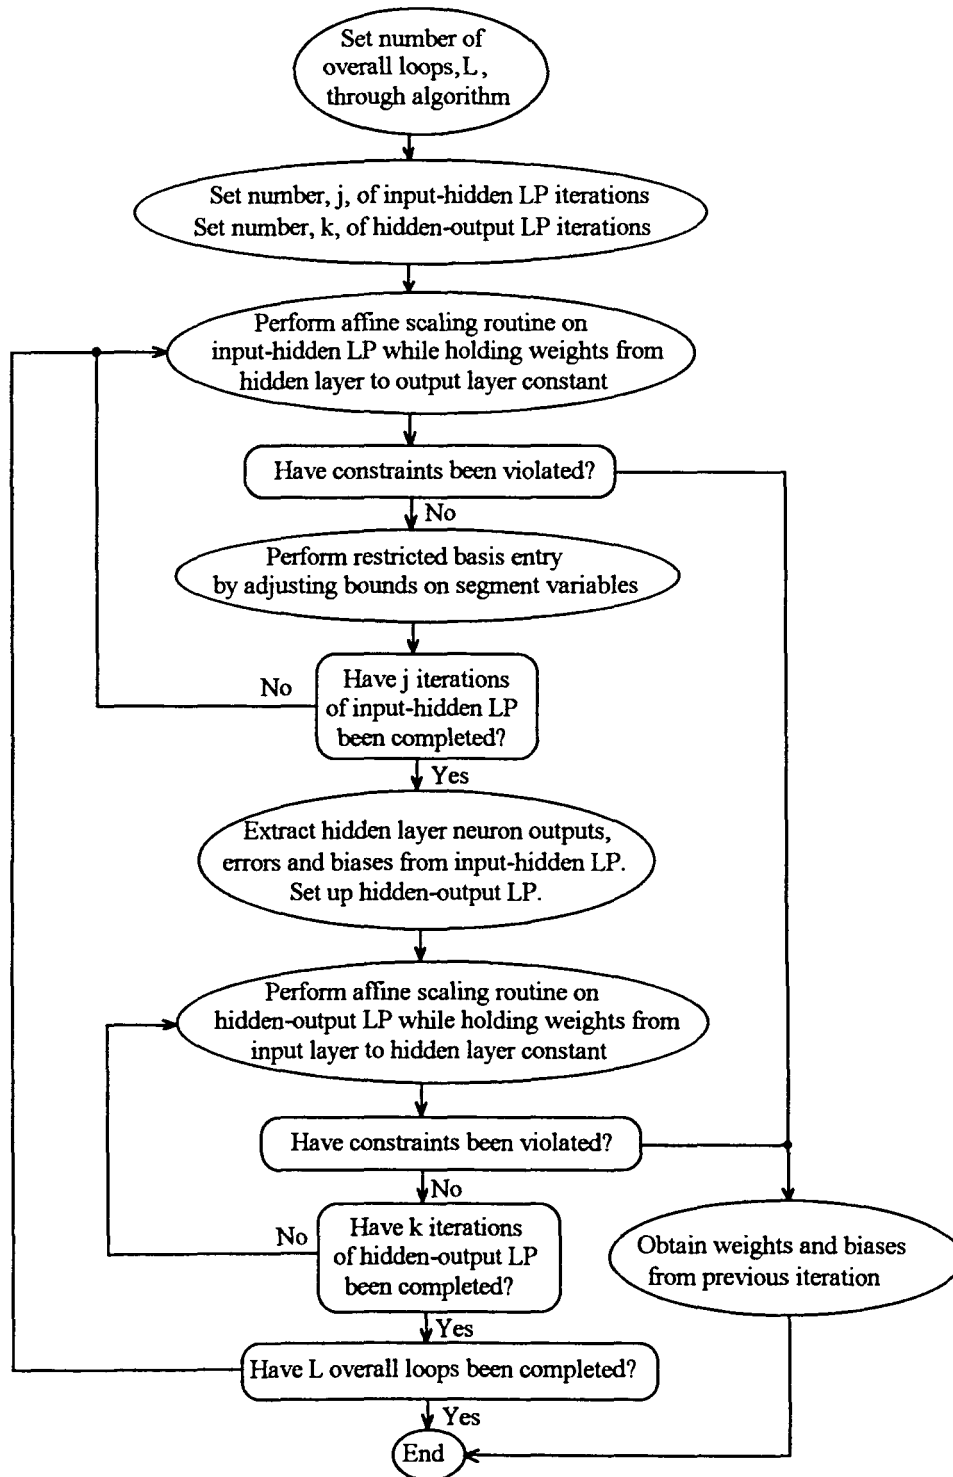 Set number of
overall loops, L,
through algorithm
Set number, j, of input-hidden LP iterations
Set number, k, of hidden-output LP iterations
Perform affine scaling routine on
input-hidden LP while holding weights from
hidden layer to output layer constant
Have constraints been violated?
No
Perform restricted basis entry
by adjusting bounds on segment variables
No
Have j iterations
of input-hidden LP
been completed?
Yes
Extract hidden layer neuron outputs,
errors and biases from input-hidden LP.
Set up hidden-output LP.
Perform affine scaling routine on
hidden-output LP while holding weights from
input layer to hidden layer constant
Have constraints been violated?
No
No
Have k iterations
of hidden-output LP
been completed?
Obtain weights and biases
from previous iteration
Yes
Have L overall loops been completed?
Yes
End